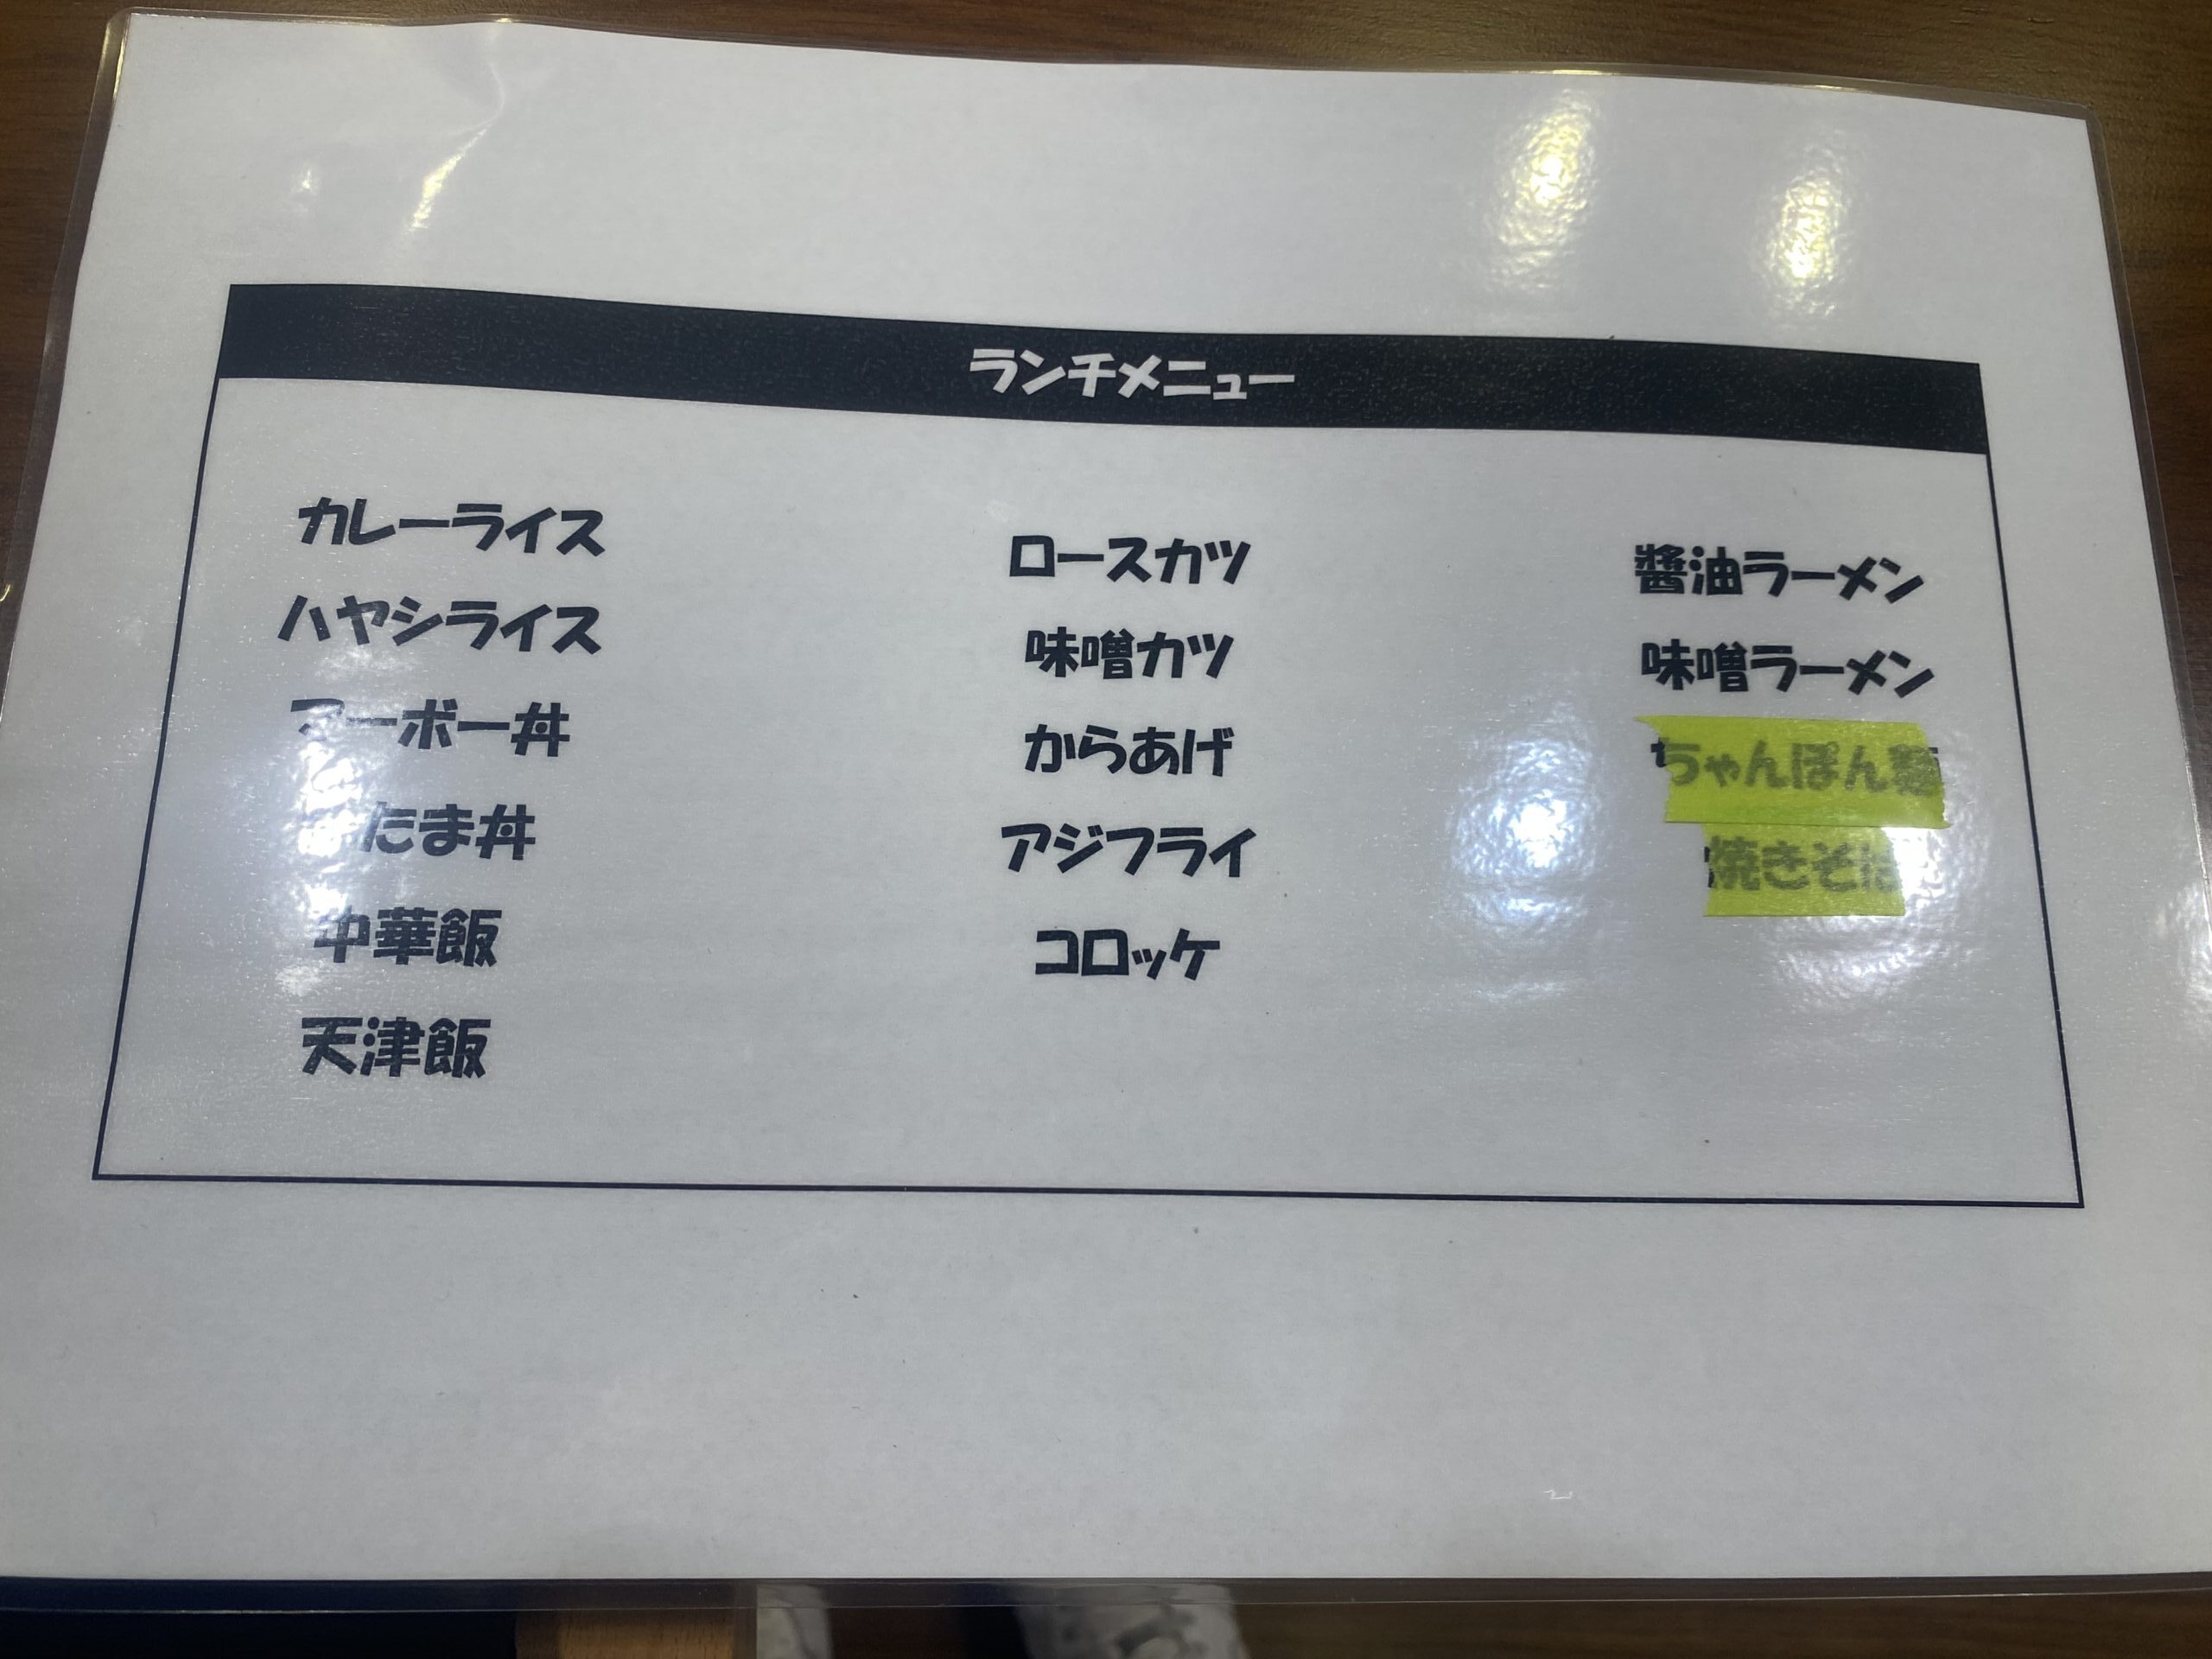 ランチメニュー
カレーライス
ハヤシライス
マーボー丼
たま丼
中華飯
天津飯
ロースカツ
味噌カツ
からあげ
アジフライ
コロッケ
醬油ラーメン
味噌ラーメン
ちゃんぽん麺
焼きそば